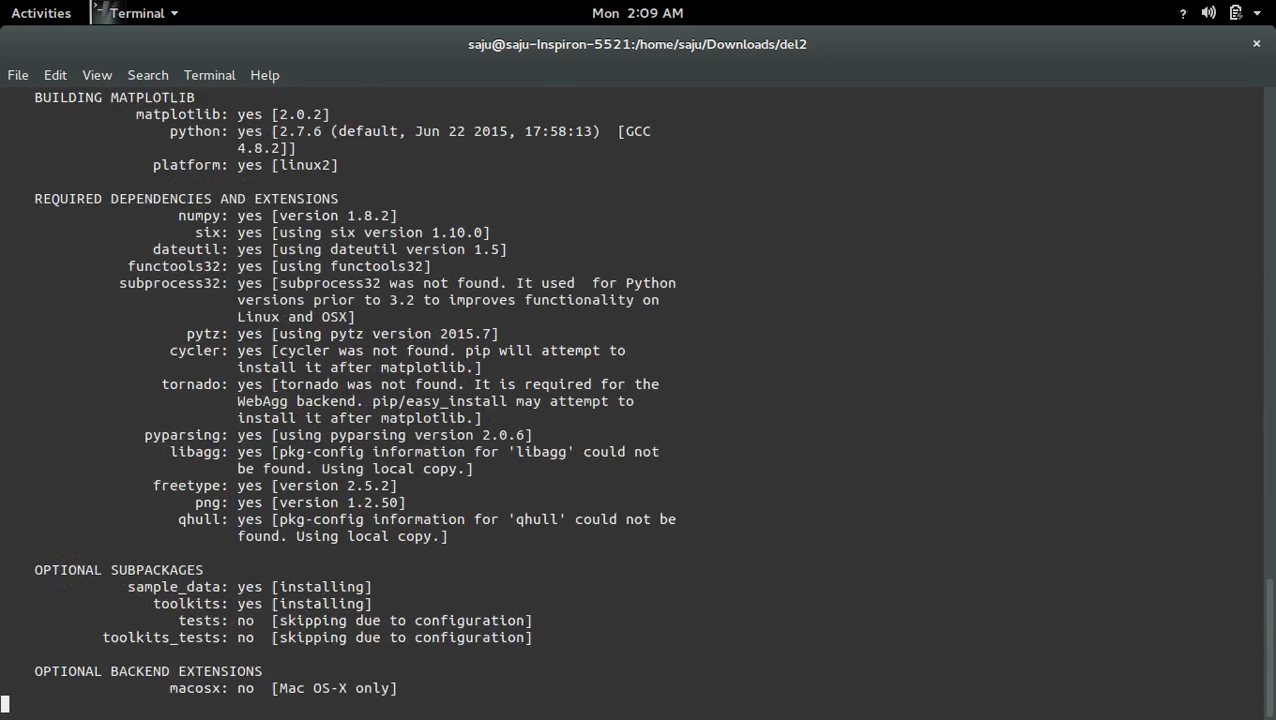 Activities Terminal Mon 2:09 AM ?
saju@saju-Inspiron-5521:/home/saju/Downloads/del2 ×
File Edit View Search Terminal Help
BUILDING MATPLOTLIB
matplotlib: yes [2.0.2]
python: yes [2.7.6 (default, Jun 22 2015, 17:58:13)  [GCC
4.8.2]]
platform: yes [linux2]
REQUIRED DEPENDENCIES AND EXTENSIONS
numpy: yes [version 1.8.2]
six: yes [using six version 1.10.0]
dateutil: yes [using dateutil version 1.5]
functools32: yes [using functools32]
subprocess32: yes [subprocess32 was not found. It used  for Python
versions prior to 3.2 to improves functionality on
Linux and OSX]
pytz: yes [using pytz version 2015.7]
cycler: yes [cycler was not found. pip will attempt to
install it after matplotlib.]
tornado: yes [tornado was not found. It is required for the
WebAgg backend. pip/easy_install may attempt to
install it after matplotlib.]
pyparsing: yes [using pyparsing version 2.0.6]
libagg: yes [pkg-config information for 'libagg' could not
be found. Using local copy.]
freetype: yes [version 2.5.2]
png: yes [version 1.2.50]
qhull: yes [pkg-config information for 'qhull' could not be
found. Using local copy.]
OPTIONAL SUBPACKAGES
sample_data: yes [installing]
toolkits: yes [installing]
tests: no  [skipping due to configuration]
toolkits_tests: no  [skipping due to configuration]
OPTIONAL BACKEND EXTENSIONS
macosx: no  [Mac OS-X only]